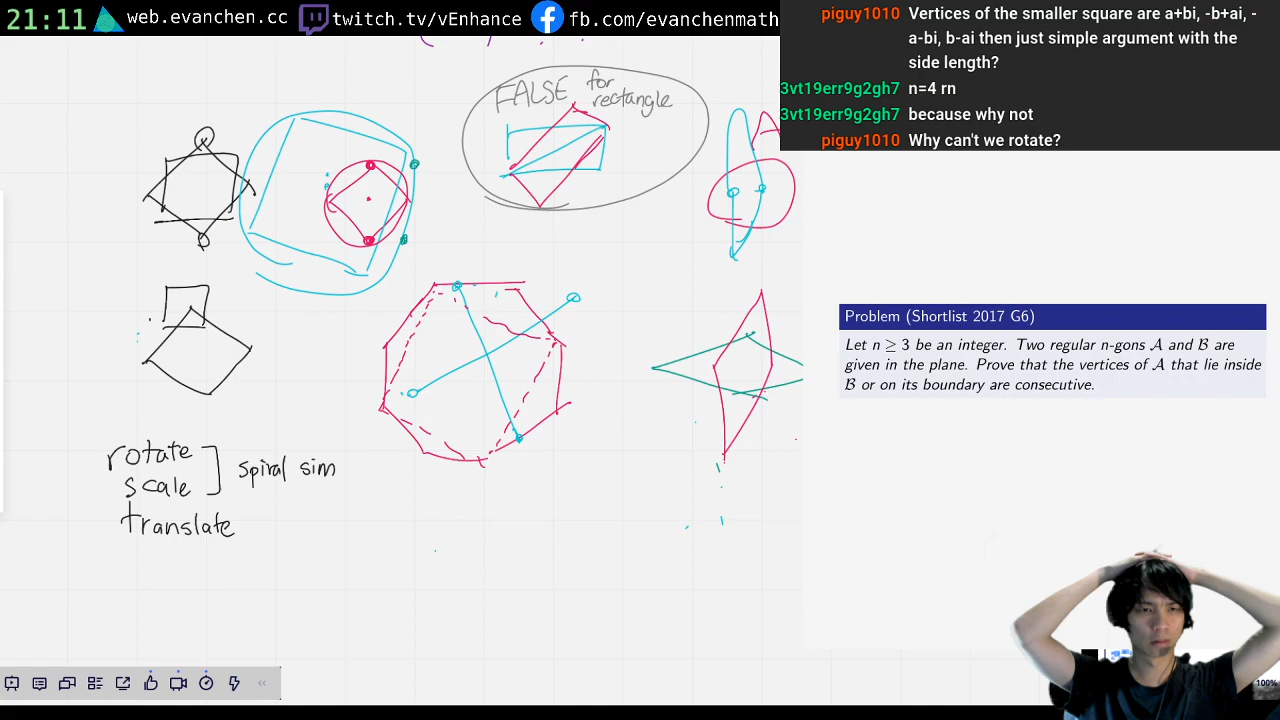 21:11 web.evanchen.cc twitch.tv/vEnhance fb.com/evanchenmath
piguy1010 Vertices of the smaller square are a+bi, -b+ai, -
a-bi, b-ai then just simple argument with the
side length?
3vt19err9g2gh7 n=4 rn
3vt19err9g2gh7 because why not
piguy1010 Why can't we rotate?
FALSE for
rectangle
Problem (Shortlist 2017 G6)
Let n ≥ 3 be an integer. Two regular n-gons 𝒜 and ℬ are
given in the plane. Prove that the vertices of 𝒜 that lie inside
ℬ or on its boundary are consecutive.
rotate
scale
spiral sim
translate
100%